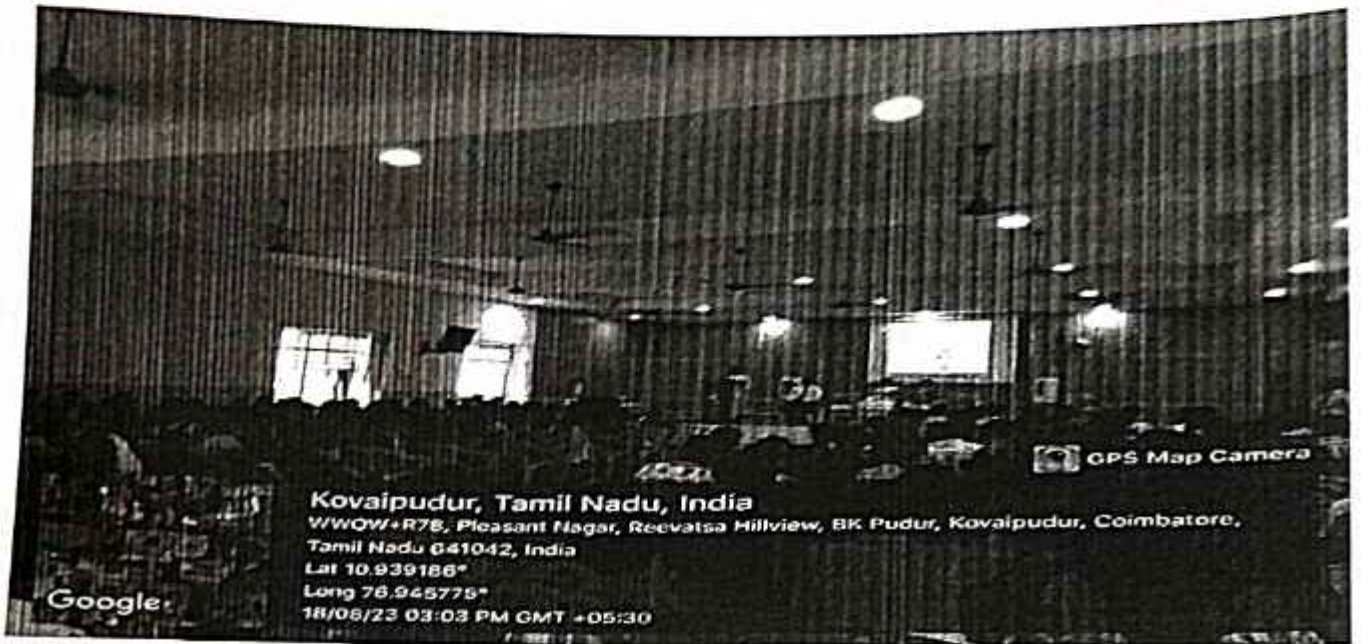 GPS Map Camera
Kovaipudur, Tamil Nadu, India
WWQW+R7B, Pleasant Nagar, Reevatsa Hillview, BK Pudur, Kovaipudur, Coimbatore,
Tamil Nadu 641042, India
Lat 10.939186°
Long 76.945775°
18/08/23 03:03 PM GMT +05:30
Google